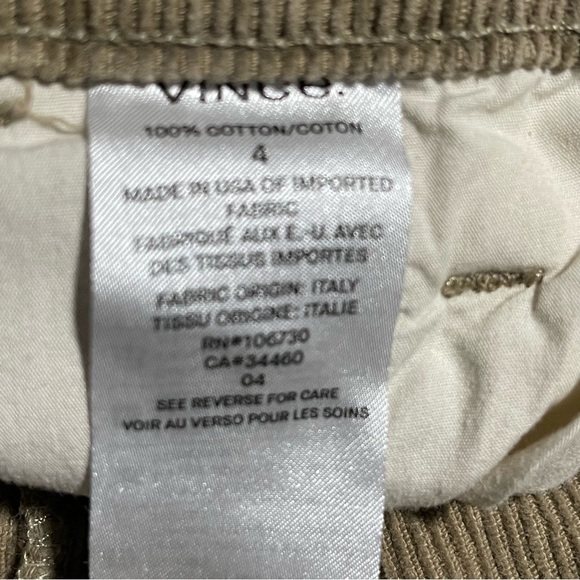 VINCE.
100% COTTON/COTON
4
MADE IN USA OF IMPORTED
FABRIC
FABRIQUÉ AUX É.-U. AVEC
DES TISSUS IMPORTÉS
FABRIC ORIGIN: ITALY
TISSU ORIGINE: ITALIE
RN#106730
CA#34460
04
SEE REVERSE FOR CARE
VOIR AU VERSO POUR LES SOINS